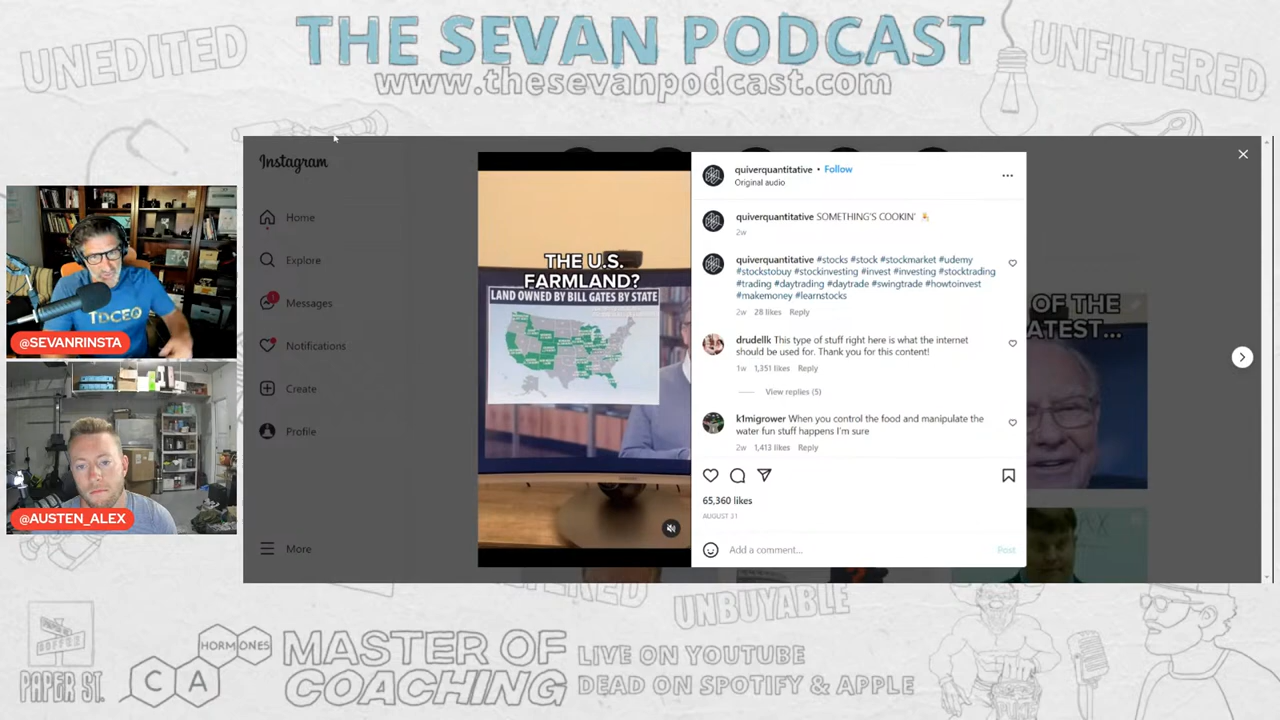 THE SEVAN PODCAST
www.thesevanpodcast.com
UNEDITED
UNFILTERED
Instagram
Home
Explore
1
Messages
Notifications
Create
Profile
More
THE U.S.
FARMLAND?
LAND OWNED BY BILL GATES BY STATE
quiverquantitative • Follow
Original audio
quiverquantitative SOMETHING'S COOKIN'
2w
quiverquantitative #stocks #stock #stockmarket #udemy
#stockstobuy #stockinvesting #invest #investing #stocktrading
#trading #daytrading #daytrade #swingtrade #howtoinvest
#makemoney #learnstocks
2w 28 likes Reply
drudellk This type of stuff right here is what the internet
should be used for. Thank you for this content!
1w 1,351 likes Reply
View replies (5)
k1migrower When you control the food and manipulate the
water fun stuff happens I'm sure
2w 1,413 likes Reply
65,360 likes
AUGUST 31
Add a comment...
Post
OF THE
ATEST...
TDCEO
@SEVANRINSTA
@AUSTEN_ALEX
UNBUYABLE
PAPER ST.
HORMONES
CA
MASTER OF
COACHING
LIVE ON YOUTUBE
DEAD ON SPOTIFY & APPLE